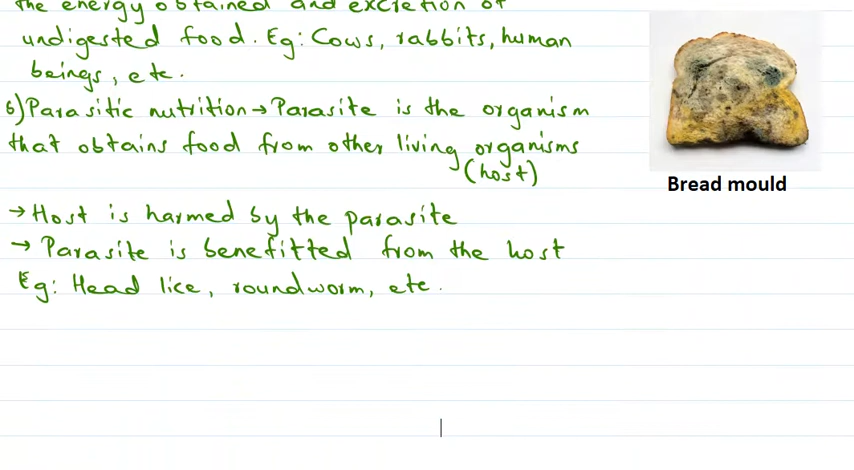 the energy obtained and excretion of
undigested food. Eg: Cows, rabbits, human
beings, etc.
6) Parasitic nutrition → Parasite is the organism
that obtains food from other living organisms
(host)
Bread mould
→ Host is harmed by the parasite
→ Parasite is benefitted from the host
Eg: Head lice, roundworm, etc.